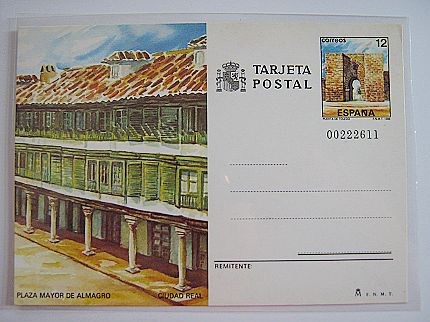 correos 12
TARJETA
POSTAL
ESPAÑA
00222611
REMITENTE:
PLAZA MAYOR DE ALMAGRO
CIUDAD REAL
F. N. M. T.